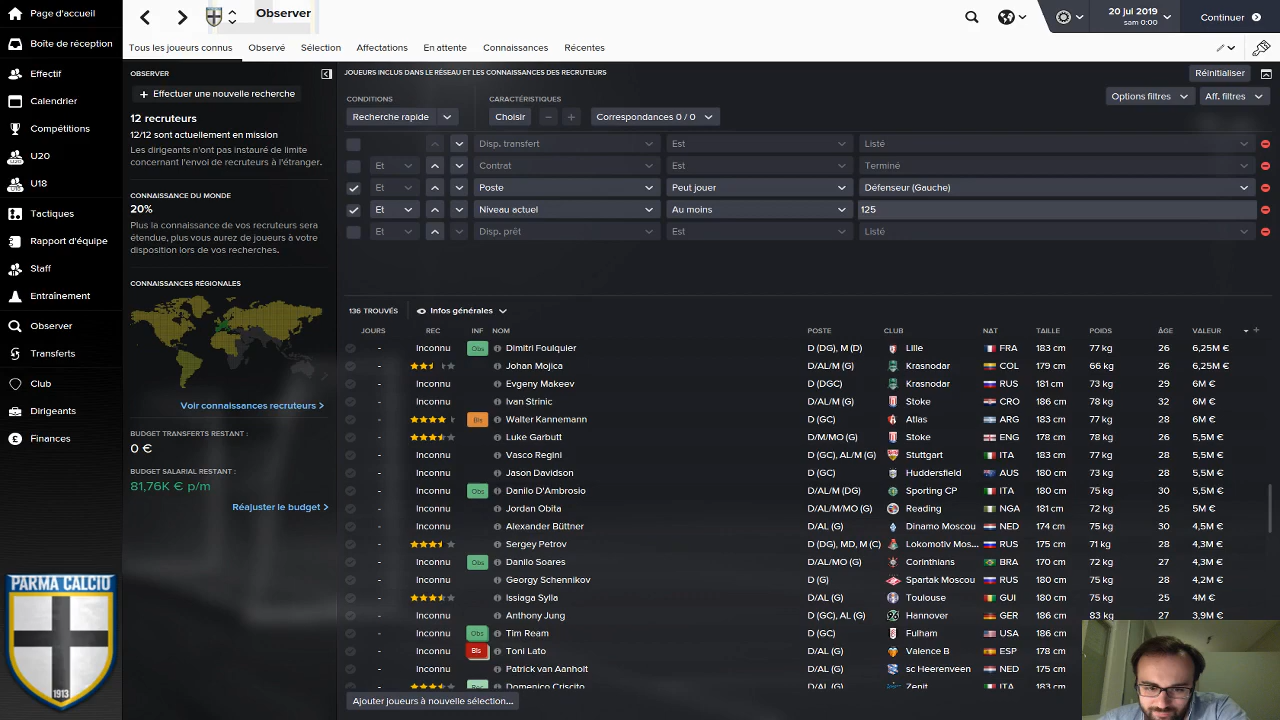 Page d'accueil
Boîte de réception
Effectif
Calendrier
Compétitions
U20
U18
Tactiques
Rapport d'équipe
Staff
Entraînement
Observer
Transferts
Club
Dirigeants
Finances
PARMA CALCIO
1913
Observer
20 jul 2019
sam 0:00
Continuer
Tous les joueurs connus Observé Sélection Affectations En attente Connaissances Récentes
OBSERVER
+ Effectuer une nouvelle recherche
12 recruteurs
12/12 sont actuellement en mission
Les dirigeants n'ont pas instauré de limite
concernant l'envoi de recruteurs à l'étranger.
CONNAISSANCE DU MONDE
20%
Plus la connaissance de vos recruteurs sera
étendue, plus vous aurez de joueurs à votre
disposition lors de vos recherches.
CONNAISSANCES RÉGIONALES
Voir connaissances recruteurs >
BUDGET TRANSFERTS RESTANT :
0 €
BUDGET SALARIAL RESTANT :
81,76K € p/m
Réajuster le budget >
JOUEURS INCLUS DANS LE RÉSEAU ET LES CONNAISSANCES DES RECRUTEURS
Réinitialiser
Options filtres Aff. filtres
CONDITIONS CARACTÉRISTIQUES
Recherche rapide Choisir − + Correspondances 0 / 0
Disp. transfert Est Listé
Et Contrat Est Terminé
Et Poste Peut jouer Défenseur (Gauche)
Et Niveau actuel Au moins 125
Et Disp. prêt Est Listé
136 TROUVÉS Infos générales
JOURS REC INF NOM POSTE CLUB NAT TAILLE POIDS ÂGE VALEUR +
- Inconnu Obs Dimitri Foulquier D (DG), M (D) Lille FRA 183 cm 77 kg 26 6,25M €
- Johan Mojica D/AL/M (G) Krasnodar COL 179 cm 66 kg 26 6,25M €
- Inconnu Evgeny Makeev D (DGC) Krasnodar RUS 181 cm 73 kg 29 6M €
- Inconnu Ivan Strinic D/AL/M (G) Stoke CRO 186 cm 78 kg 32 6M €
- Bls Walter Kannemann D (GC) Atlas ARG 183 cm 77 kg 28 6M €
- Luke Garbutt D/M/MO (G) Stoke ENG 178 cm 78 kg 26 5,5M €
- Inconnu Vasco Regini D (GC), AL/M (G) Stuttgart ITA 183 cm 77 kg 28 5,5M €
- Inconnu Jason Davidson D (GC) Huddersfield AUS 180 cm 73 kg 28 5,5M €
- Inconnu Obs Danilo D'Ambrosio D/AL/M (DG) Sporting CP ITA 180 cm 75 kg 30 5,5M €
- Inconnu Jordan Obita D/AL/M/MO (G) Reading NGA 181 cm 71 kg 25 5M €
- Inconnu Alexander Büttner D/AL (G) Dinamo Moscou NED 174 cm 75 kg 30 4,5M €
- Sergey Petrov D (DG), MD, M (C) Lokomotiv Mos... RUS 175 cm 71 kg 28 4,3M €
- Inconnu Obs Danilo Soares D/AL/MO (G) Corinthians BRA 170 cm 72 kg 27 4,3M €
- Inconnu Georgy Schennikov D (G) Spartak Moscou RUS 180 cm 75 kg 28 4,2M €
- Issiaga Sylla D/AL (G) Toulouse GUI 180 cm 75 kg 25 4M €
- Inconnu Anthony Jung D (GC), AL (G) Hannover GER 186 cm 83 kg 27 3,9M €
- Inconnu Obs Tim Ream D (GC) Fulham USA 186 cm
- Inconnu Bls Toni Lato D/AL (G) Valence B ESP 178 cm
- Inconnu Patrick van Aanholt D/AL (G) sc Heerenveen NED 175 cm
- Domenico Criscito D/AL (G) Zenit ITA 183 cm
Ajouter joueurs à nouvelle sélection...